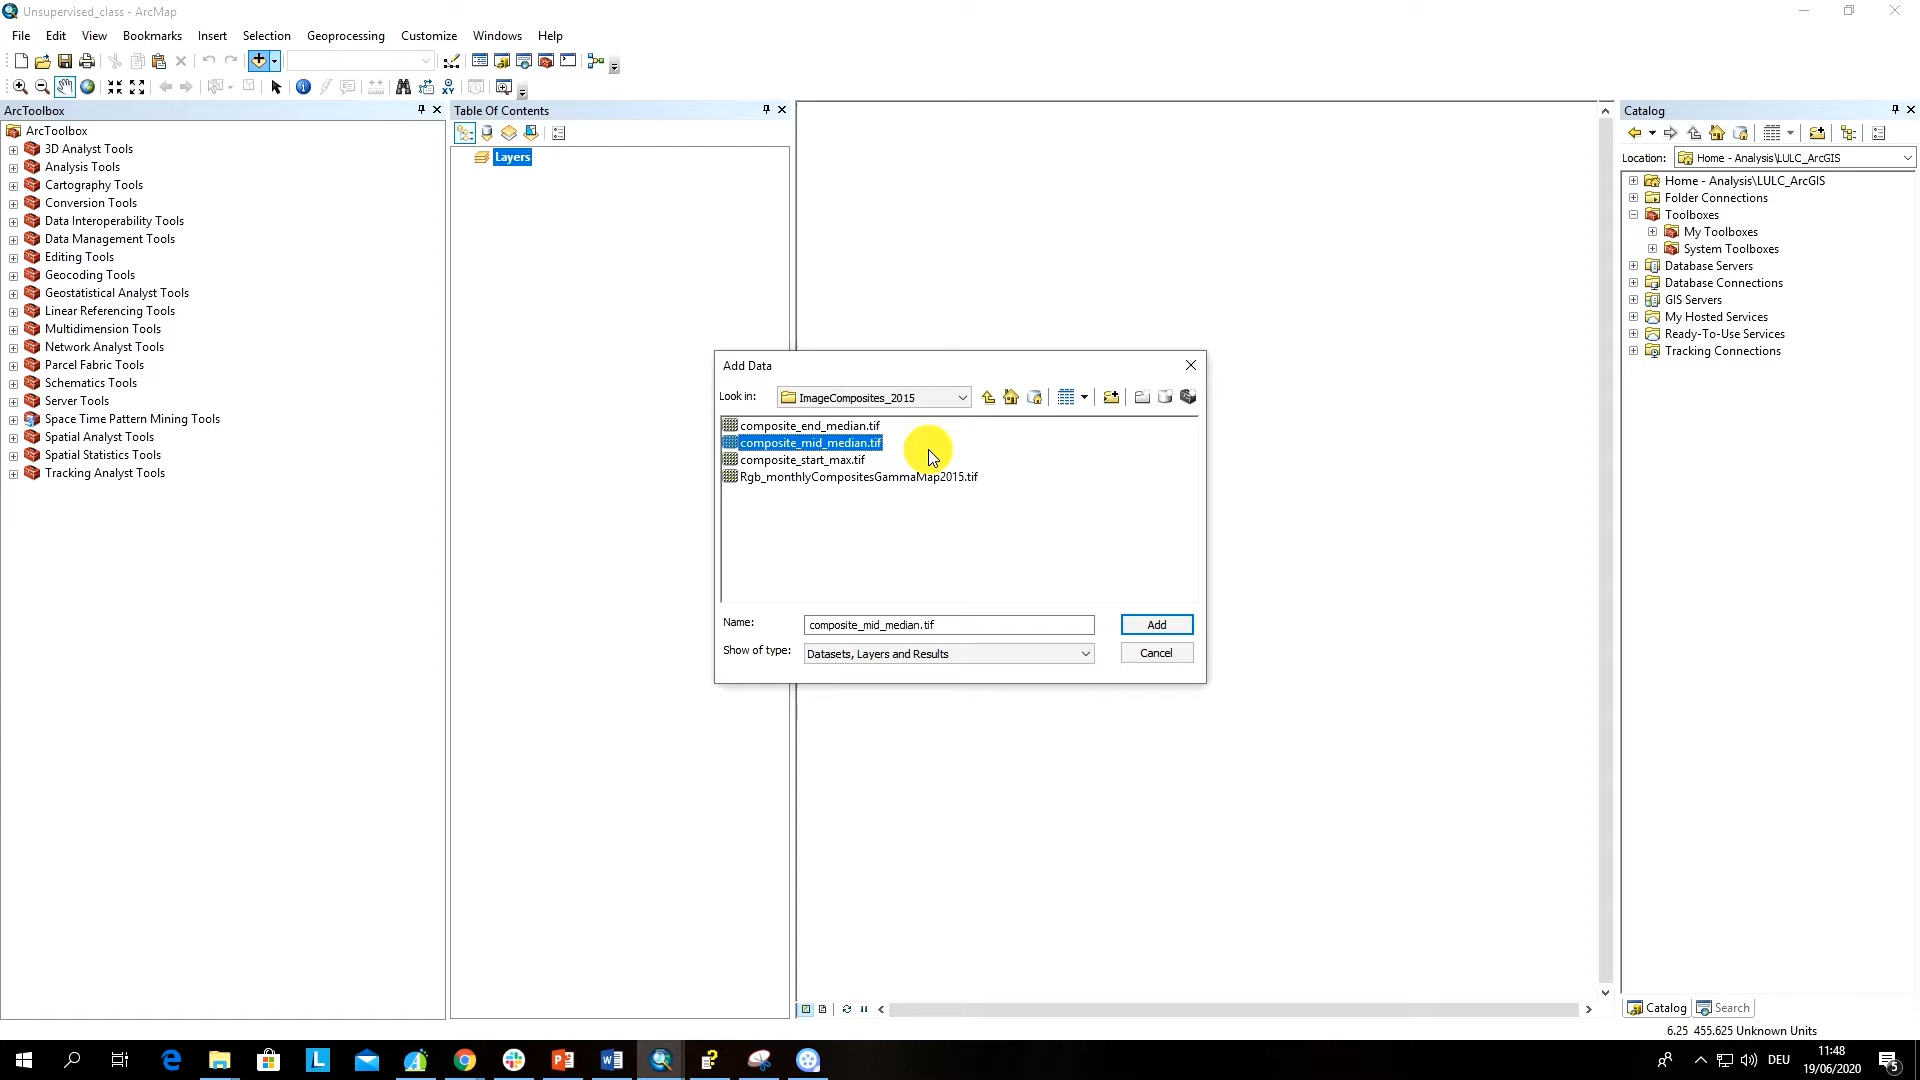 Unsupervised_class - ArcMap
File Edit View Bookmarks Insert Selection Geoprocessing Customize Windows Help
ArcToolbox
ArcToolbox
3D Analyst Tools
Analysis Tools
Cartography Tools
Conversion Tools
Data Interoperability Tools
Data Management Tools
Editing Tools
Geocoding Tools
Geostatistical Analyst Tools
Linear Referencing Tools
Multidimension Tools
Network Analyst Tools
Parcel Fabric Tools
Schematics Tools
Server Tools
Space Time Pattern Mining Tools
Spatial Analyst Tools
Spatial Statistics Tools
Tracking Analyst Tools
Table Of Contents
Layers
Add Data
Look in: ImageComposites_2015
composite_end_median.tif
composite_mid_median.tif
composite_start_max.tif
Rgb_monthlyCompositesGammaMap2015.tif
Name: composite_mid_median.tif Add
Show of type: Datasets, Layers and Results Cancel
Catalog
Location: Home - Analysis\LULC_ArcGIS
Home - Analysis\LULC_ArcGIS
Folder Connections
Toolboxes
My Toolboxes
System Toolboxes
Database Servers
Database Connections
GIS Servers
My Hosted Services
Ready-To-Use Services
Tracking Connections
Catalog Search
6.25 455.625 Unknown Units
DEU
11:48
19/06/2020
5